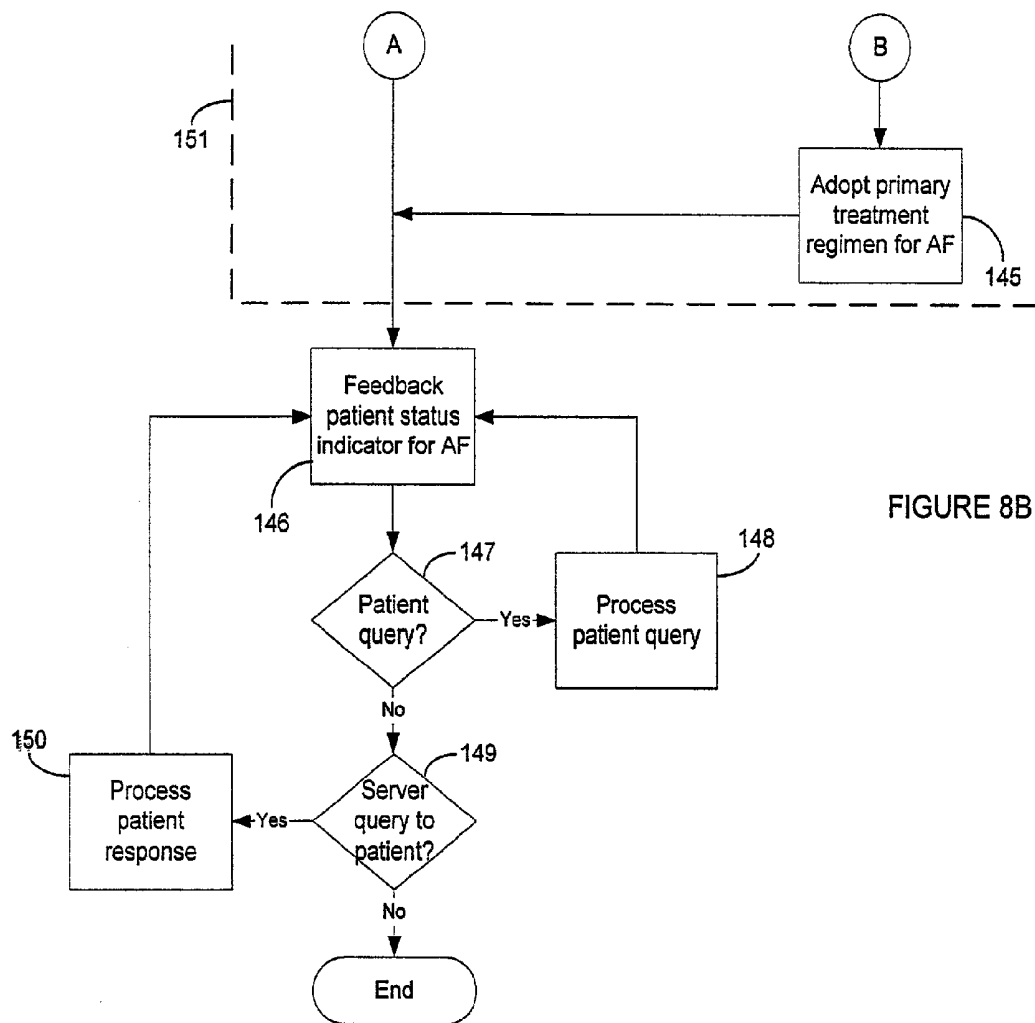 A
B
151
Adopt primary
treatment
regimen for AF
145
Feedback
patient status
indicator for AF
146
FIGURE 8B
147
148
Patient
query?
Yes
Process
patient query
No
150
149
Process
patient
response
Yes
Server
query to
patient?
No
End